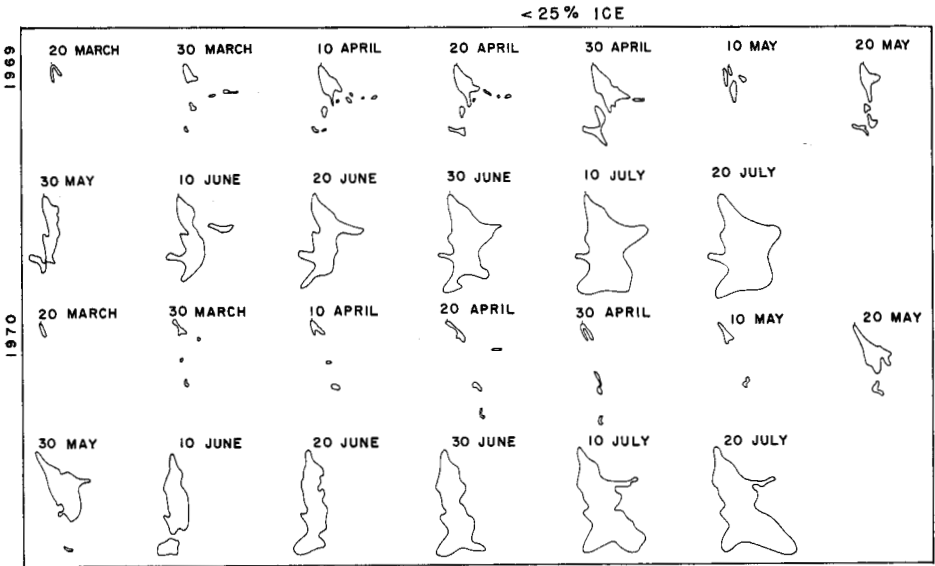 <25% ICE
1969
20 MARCH 30 MARCH 10 APRIL 20 APRIL 30 APRIL 10 MAY 20 MAY
30 MAY 10 JUNE 20 JUNE 30 JUNE 10 JULY 20 JULY
1970
20 MARCH 30 MARCH 10 APRIL 20 APRIL 30 APRIL 10 MAY 20 MAY
30 MAY 10 JUNE 20 JUNE 30 JUNE 10 JULY 20 JULY